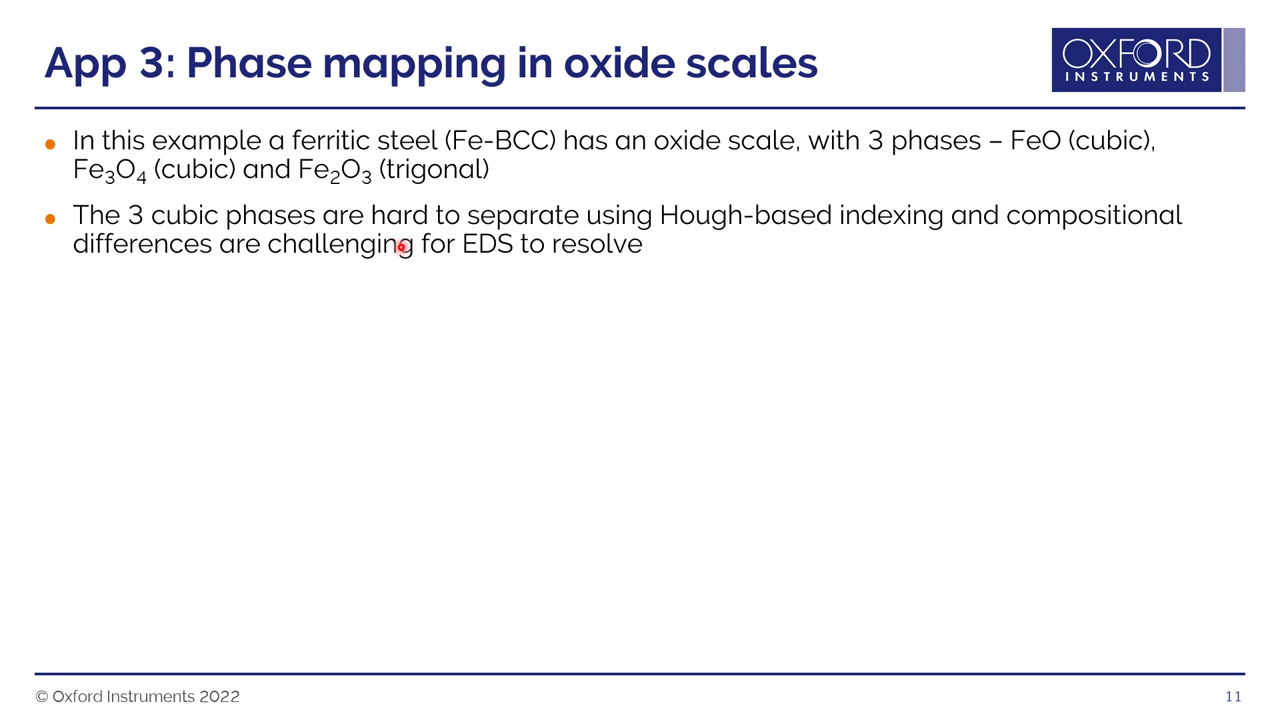 App 3: Phase mapping in oxide scales
OXFORD
INSTRUMENTS
• In this example a ferritic steel (Fe-BCC) has an oxide scale, with 3 phases – FeO (cubic),
Fe₃O₄ (cubic) and Fe₂O₃ (trigonal)
• The 3 cubic phases are hard to separate using Hough-based indexing and compositional
differences are challenging for EDS to resolve
© Oxford Instruments 2022
11